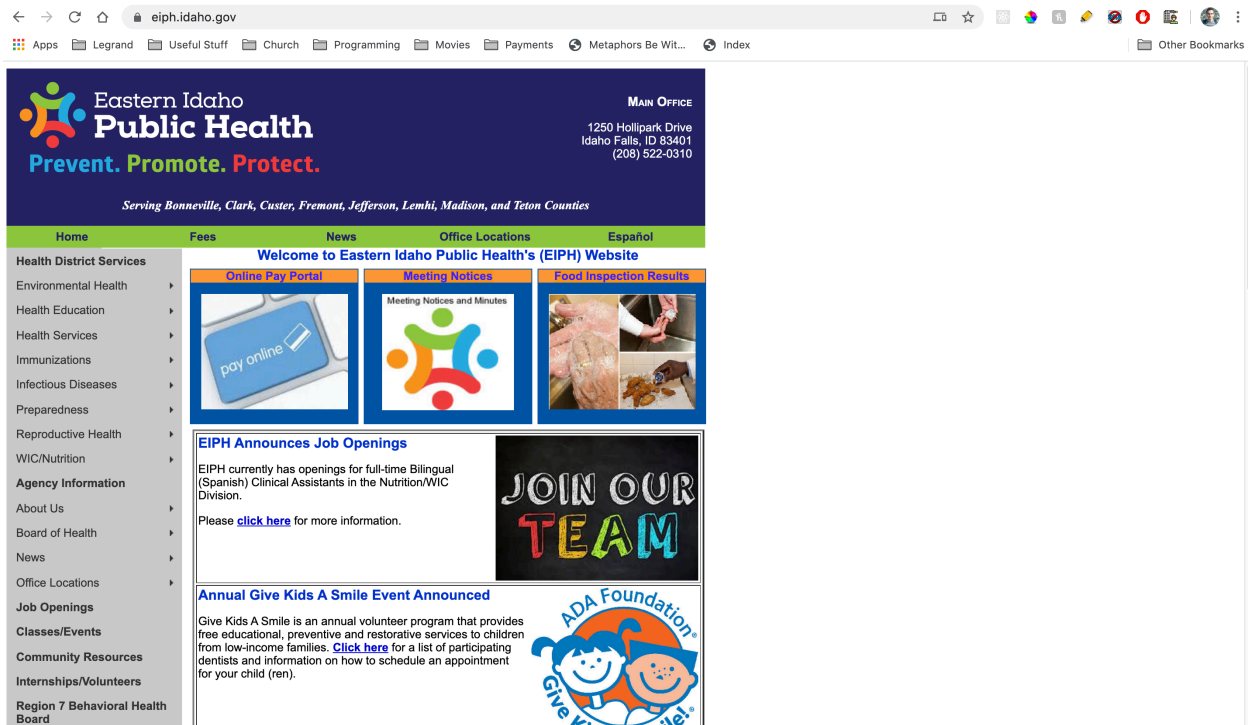 eiph.idaho.gov
Apps
Legrand
Useful Stuff
Church
Programming
Movies
Payments
Metaphors Be Wit...
Index
Other Bookmarks
Eastern Idaho
Public Health
Prevent. Promote. Protect.
MAIN OFFICE
1250 Hollipark Drive
Idaho Falls, ID 83401
(208) 522-0310
Serving Bonneville, Clark, Custer, Fremont, Jefferson, Lemhi, Madison, and Teton Counties
Home
Fees
News
Office Locations
Español
Health District Services
Environmental Health
Health Education
Health Services
Immunizations
Infectious Diseases
Preparedness
Reproductive Health
WIC/Nutrition
Agency Information
About Us
Board of Health
News
Office Locations
Job Openings
Classes/Events
Community Resources
Internships/Volunteers
Region 7 Behavioral Health
Board
Welcome to Eastern Idaho Public Health's (EIPH) Website
Online Pay Portal
pay online
Meeting Notices
Meeting Notices and Minutes
Food Inspection Results
EIPH Announces Job Openings
EIPH currently has openings for full-time Bilingual
(Spanish) Clinical Assistants in the Nutrition/WIC
Division.
Please click here for more information.
JOIN OUR
TEAM
Annual Give Kids A Smile Event Announced
Give Kids A Smile is an annual volunteer program that provides
free educational, preventive and restorative services to children
from low-income families. Click here for a list of participating
dentists and information on how to schedule an appointment
for your child (ren).
ADA Foundation®
Give